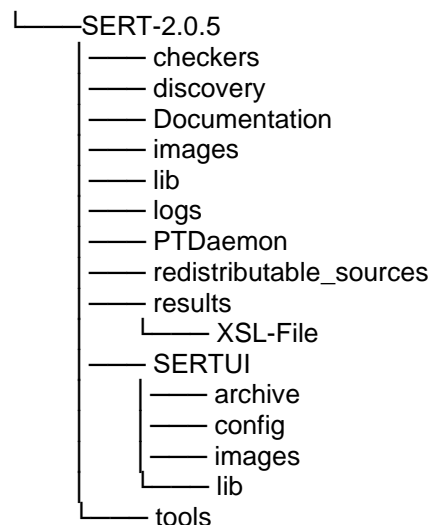 SERT-2.0.5
checkers
discovery
Documentation
images
lib
logs
PTDaemon
redistributable_sources
results
XSL-File
SERTUI
archive
config
images
lib
tools